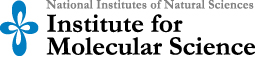 National Institutes of Natural Sciences
Institute for
Molecular Science